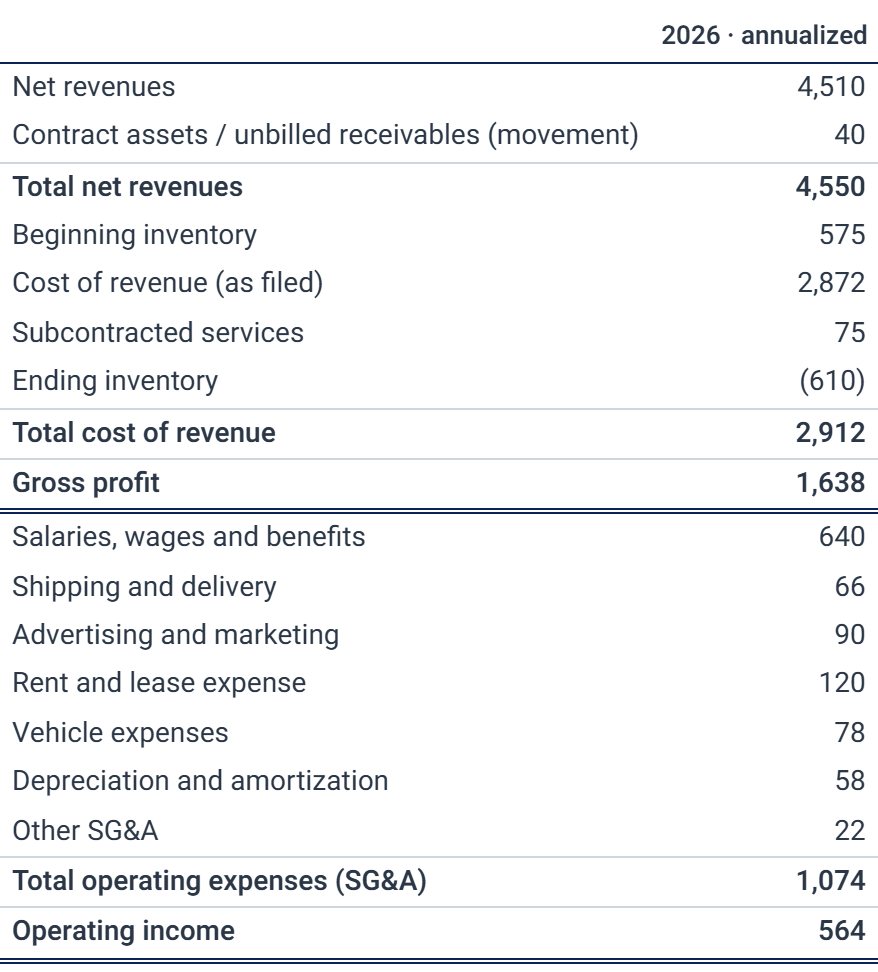 2026 · annualized
Net revenues 4,510
Contract assets / unbilled receivables (movement) 40
Total net revenues 4,550
Beginning inventory 575
Cost of revenue (as filed) 2,872
Subcontracted services 75
Ending inventory (610)
Total cost of revenue 2,912
Gross profit 1,638
Salaries, wages and benefits 640
Shipping and delivery 66
Advertising and marketing 90
Rent and lease expense 120
Vehicle expenses 78
Depreciation and amortization 58
Other SG&A 22
Total operating expenses (SG&A) 1,074
Operating income 564